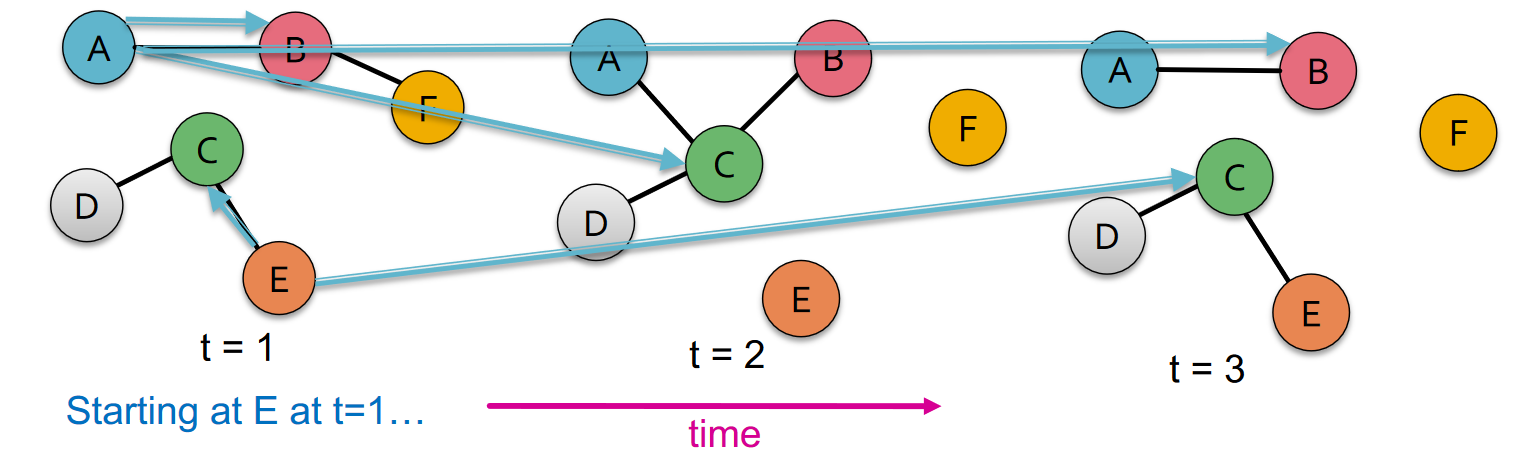 A
B
F
C
D
E
t = 1
A
B
F
C
D
E
t = 2
A
B
F
C
D
E
t = 3
Starting at E at t=1…
time